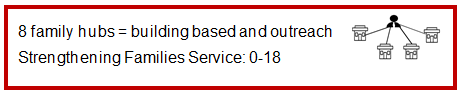 8 family hubs = building based and outreach
Strengthening Families Service: 0-18